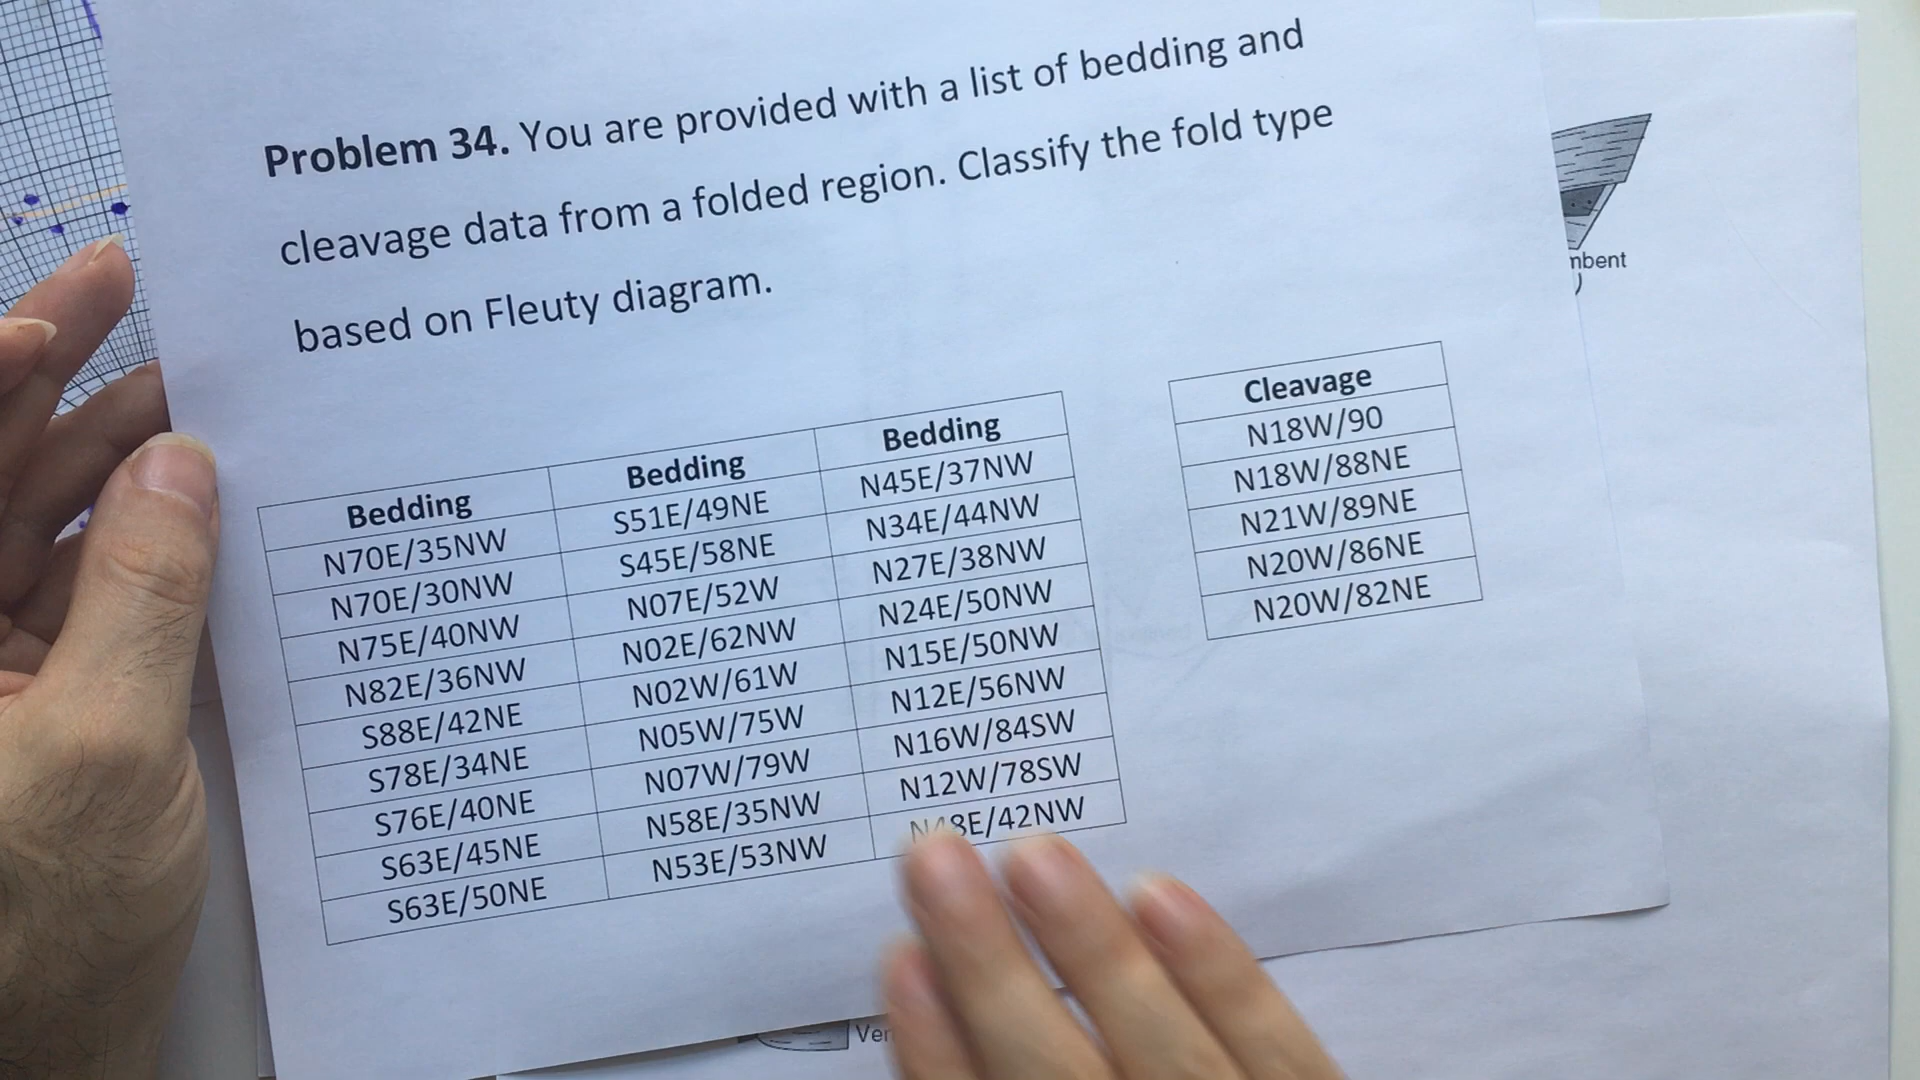 Problem 34. You are provided with a list of bedding and
cleavage data from a folded region. Classify the fold type
based on Fleuty diagram.
Bedding
N70E/35NW
N70E/30NW
N75E/40NW
N82E/36NW
S88E/42NE
S78E/34NE
S76E/40NE
S63E/45NE
S63E/50NE
Bedding
S51E/49NE
S45E/58NE
N07E/52W
N02E/62NW
N02W/61W
N05W/75W
N07W/79W
N58E/35NW
N53E/53NW
Bedding
N45E/37NW
N34E/44NW
N27E/38NW
N24E/50NW
N15E/50NW
N12E/56NW
N16W/84SW
N12W/78SW
N48E/42NW
Cleavage
N18W/90
N18W/88NE
N21W/89NE
N20W/86NE
N20W/82NE